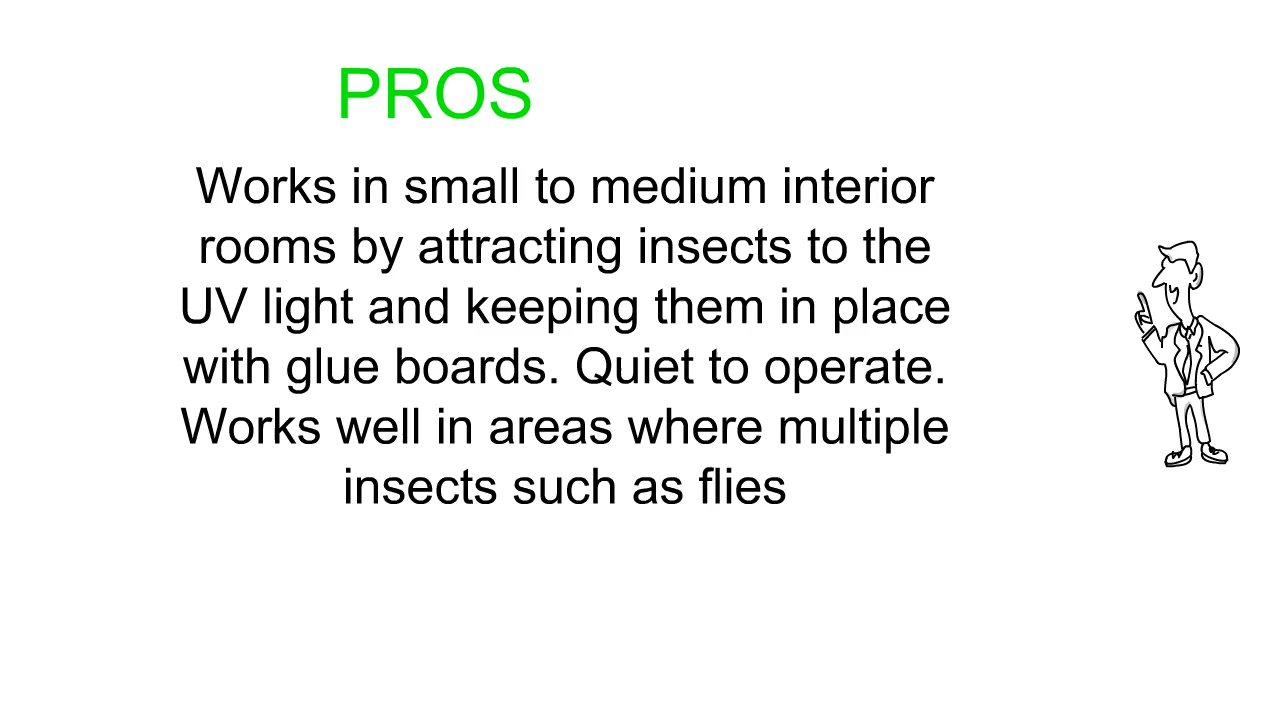 PROS
Works in small to medium interior
rooms by attracting insects to the
UV light and keeping them in place
with glue boards. Quiet to operate.
Works well in areas where multiple
insects such as flies